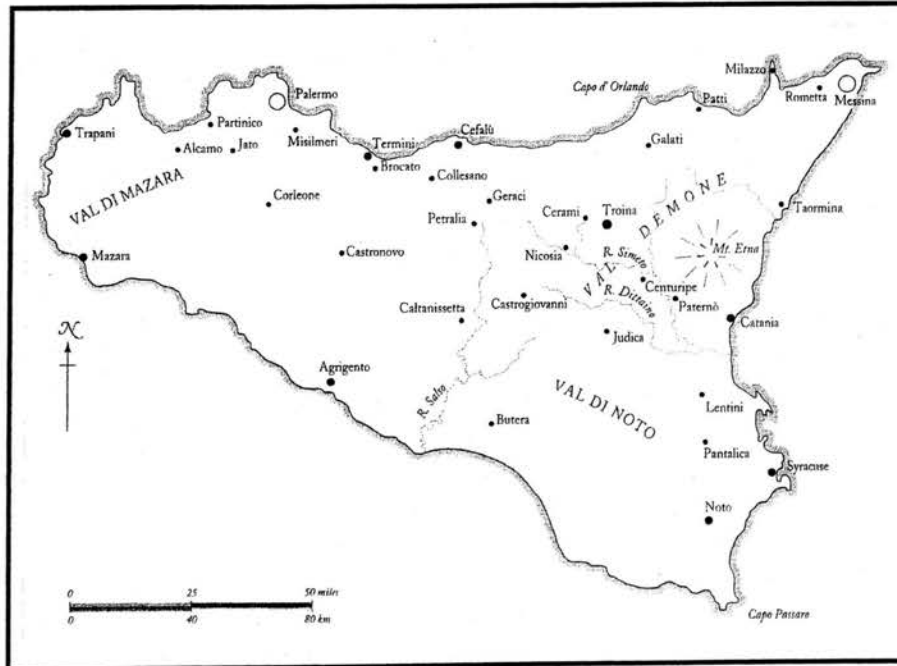 Milazzo
Capo d' Orlando
Palermo
Patti
Rometta
Messina
Partinico
Trapani
Misilmeri
Termini
Cefalù
Galati
Alcamo
Jato
Brocato
Collesano
VAL DI MAZARA
Corleone
Geraci
Cerami
Troina
VAL DEMONE
Taormina
Petralia
Nicosia
R. Simeto
Mt. Etna
Mazara
Castronovo
Centuripe
R. Dittaino
Paternò
Caltanissetta
Castrogiovanni
Catania
Judica
N
Agrigento
R. Salso
VAL DI NOTO
Lentini
Butera
Pantalica
Syracuse
Noto
0 25 50 miles
0 40 80 km
Capo Passaro